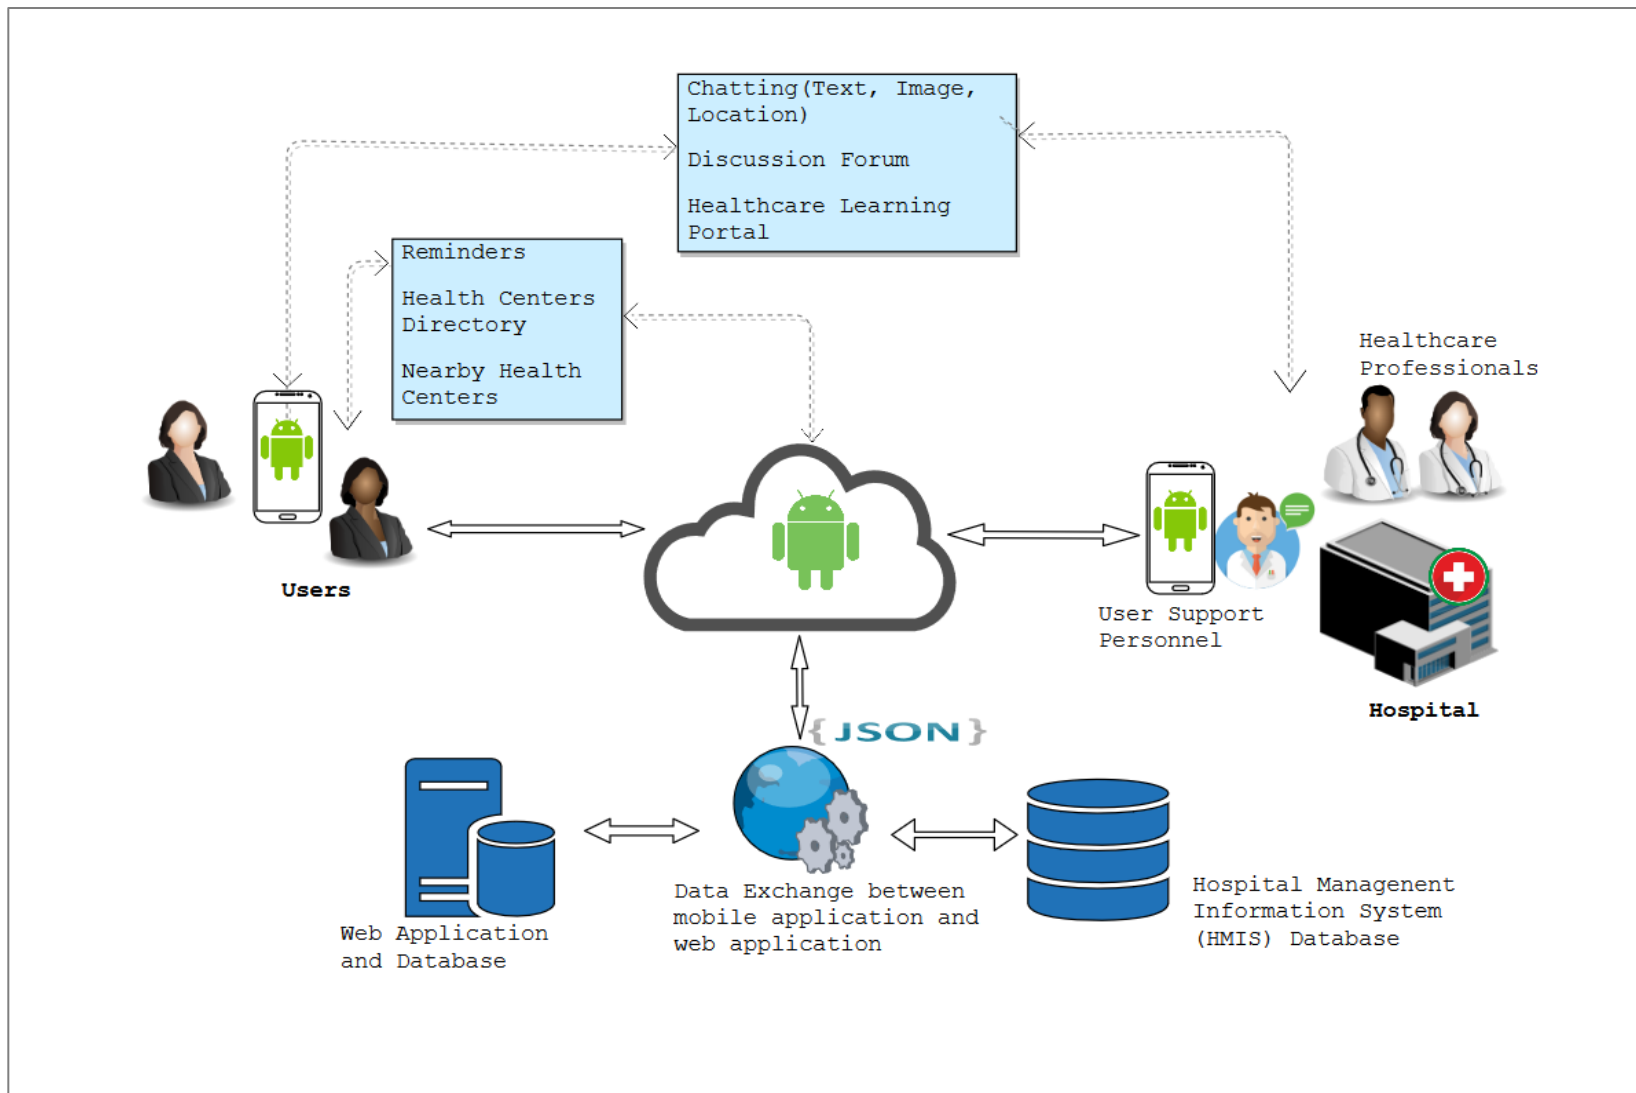 Chatting(Text, Image,
Location)
Discussion Forum
Healthcare Learning
Portal
Reminders
Health Centers
Directory
Nearby Health
Centers
Healthcare
Professionals
Users
User Support
Personnel
Hospital
{JSON}
Web Application
and Database
Data Exchange between
mobile application and
web application
Hospital Managenent
Information System
(HMIS) Database